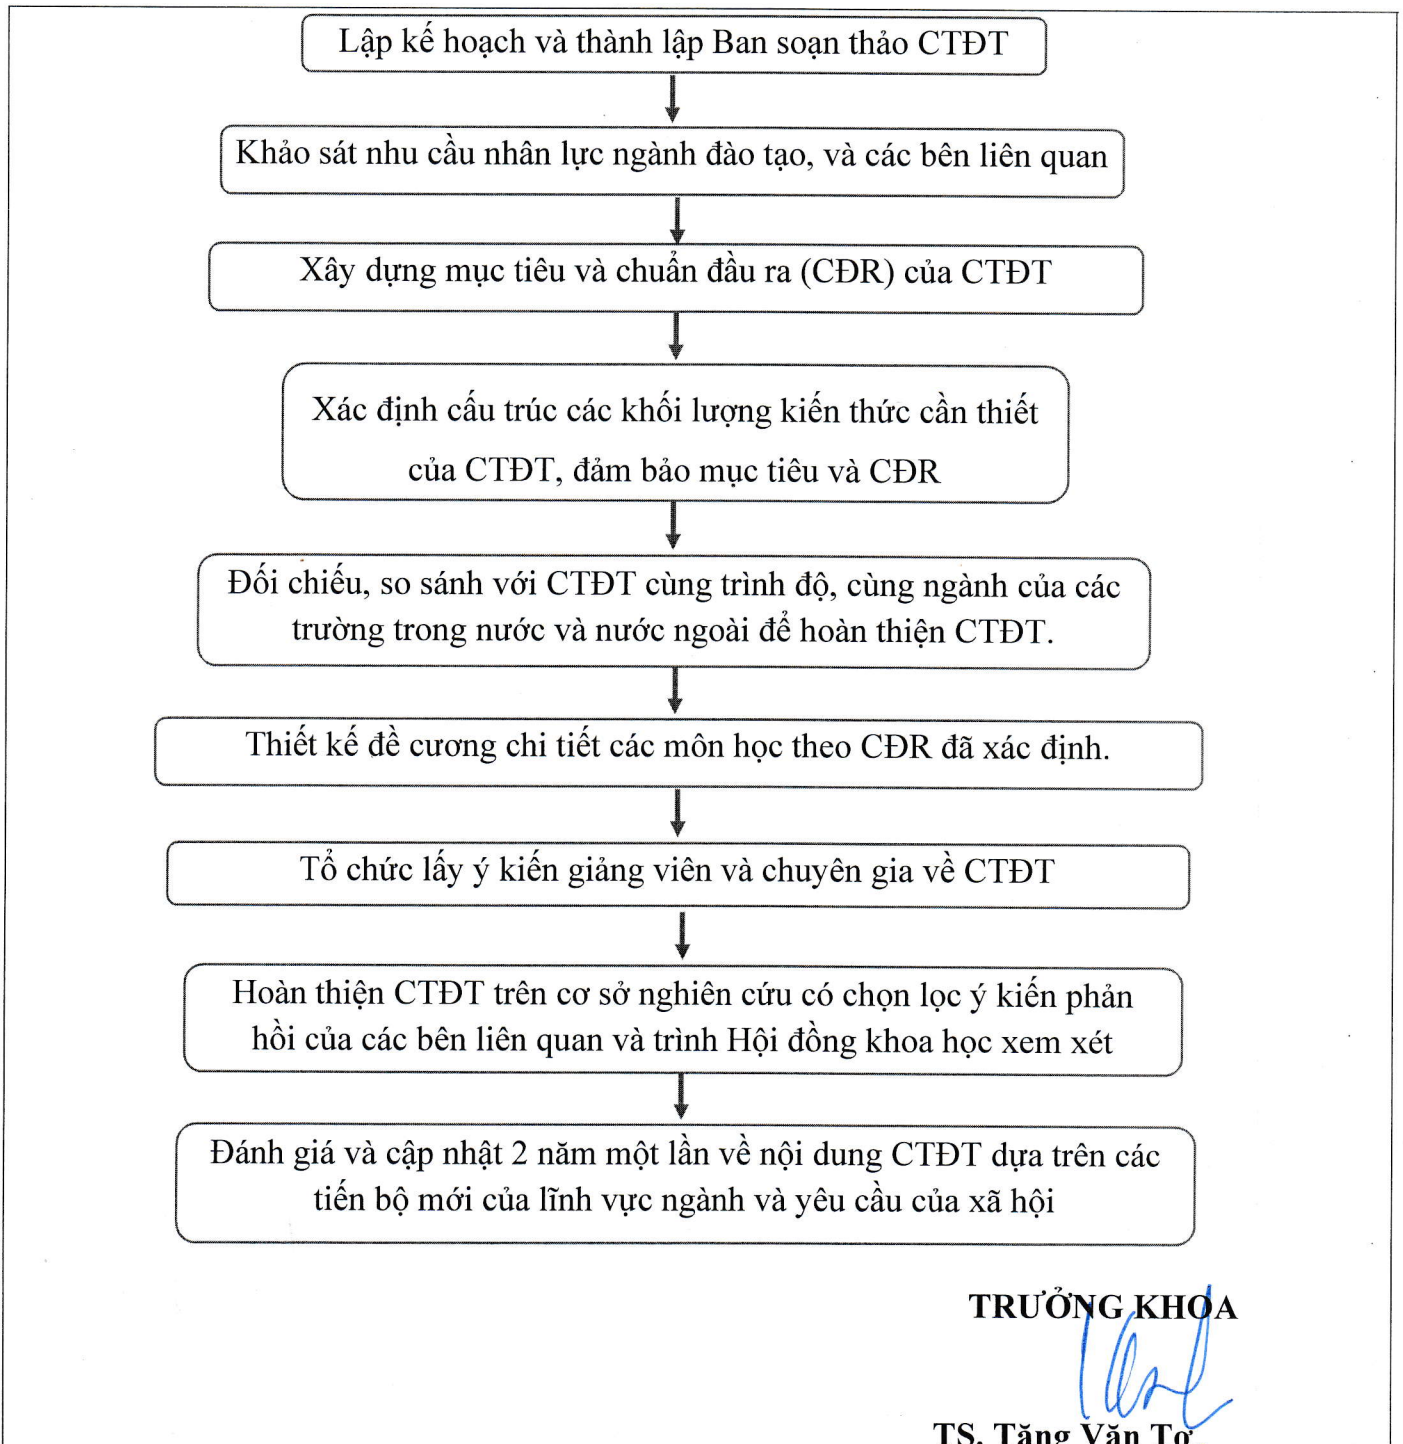 Lập kế hoạch và thành lập Ban soạn thảo CTĐT
Khảo sát nhu cầu nhân lực ngành đào tạo, và các bên liên quan
Xây dựng mục tiêu và chuẩn đầu ra (CĐR) của CTĐT
Xác định cấu trúc các khối lượng kiến thức cần thiết
của CTĐT, đảm bảo mục tiêu và CĐR
Đối chiếu, so sánh với CTĐT cùng trình độ, cùng ngành của các
trường trong nước và nước ngoài để hoàn thiện CTĐT.
Thiết kế đề cương chi tiết các môn học theo CĐR đã xác định.
Tổ chức lấy ý kiến giảng viên và chuyên gia về CTĐT
Hoàn thiện CTĐT trên cơ sở nghiên cứu có chọn lọc ý kiến phản
hồi của các bên liên quan và trình Hội đồng khoa học xem xét
Đánh giá và cập nhật 2 năm một lần về nội dung CTĐT dựa trên các
tiến bộ mới của lĩnh vực ngành và yêu cầu của xã hội
TRƯỞNG KHOA
TS. Tăng Văn Tơ